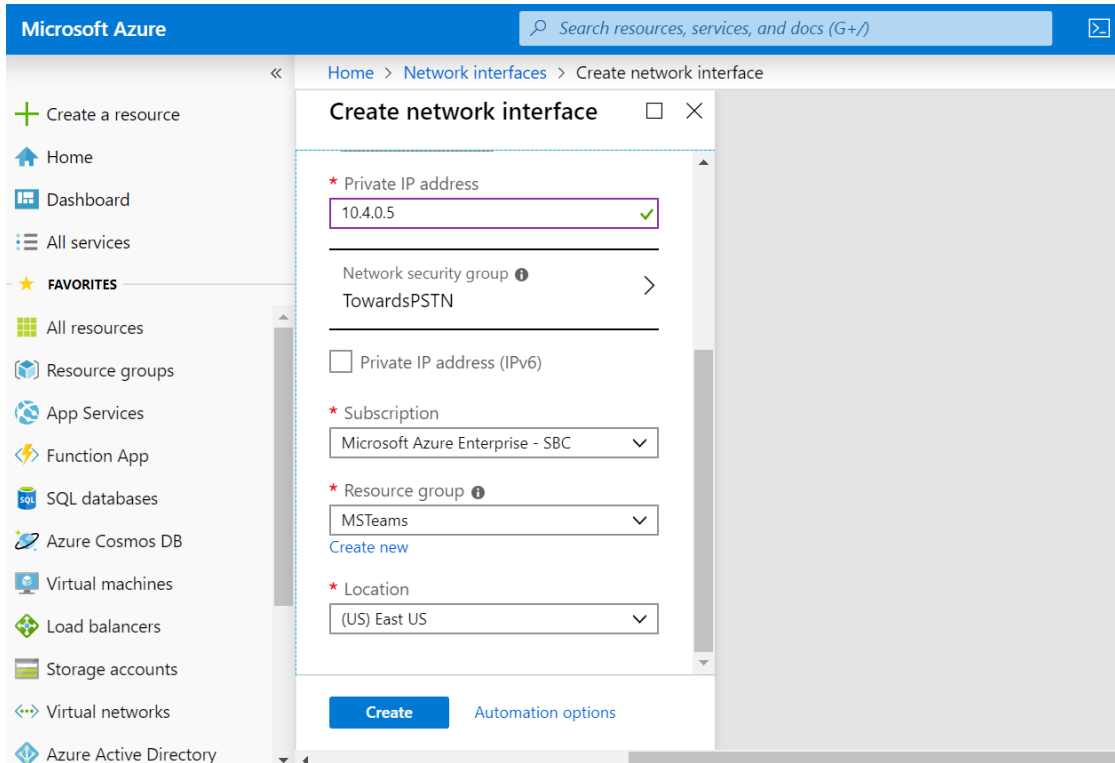 Microsoft Azure
Search resources, services, and docs (G+/)
«
Home > Network interfaces > Create network interface
Create network interface
Create a resource
Home
Dashboard
All services
FAVORITES
All resources
Resource groups
App Services
Function App
SQL databases
Azure Cosmos DB
Virtual machines
Load balancers
Storage accounts
Virtual networks
Azure Active Directory
* Private IP address
10.4.0.5
Network security group
TowardsPSTN
Private IP address (IPv6)
* Subscription
Microsoft Azure Enterprise - SBC
* Resource group
MSTeams
Create new
* Location
(US) East US
Create
Automation options